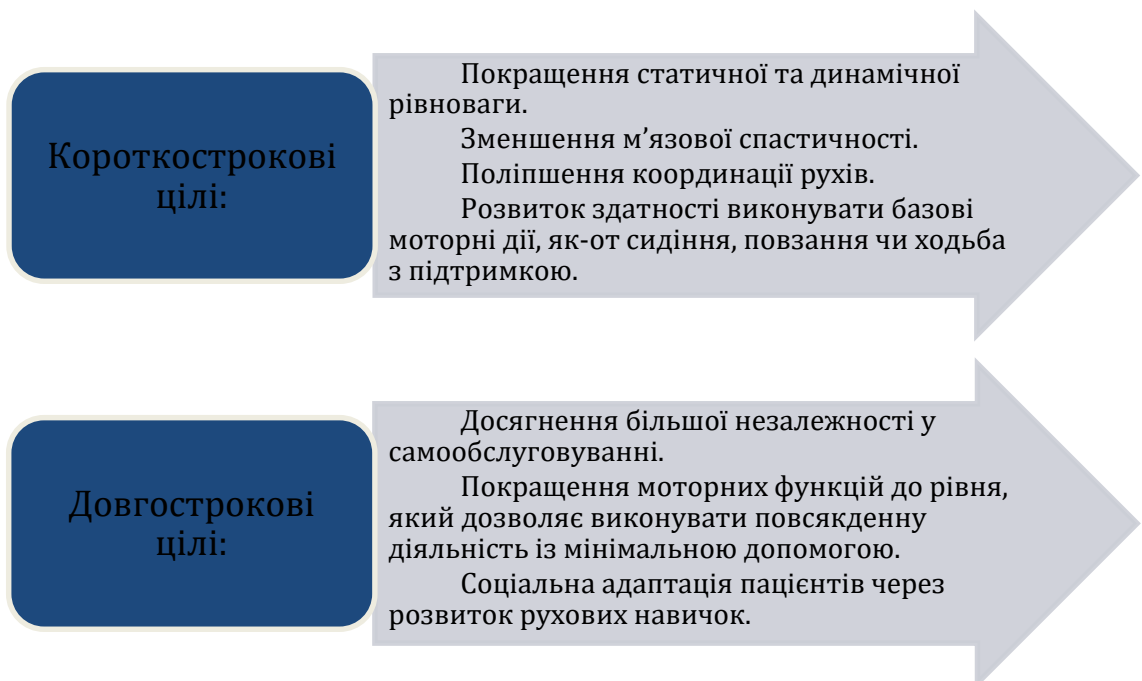 Короткострокові
цілі:
Покращення статичної та динамічної
рівноваги.
Зменшення м’язової спастичності.
Поліпшення координації рухів.
Розвиток здатності виконувати базові
моторні дії, як-от сидіння, повзання чи ходьба
з підтримкою.
Довгострокові
цілі:
Досягнення більшої незалежності у
самообслуговуванні.
Покращення моторних функцій до рівня,
який дозволяє виконувати повсякденну
діяльність із мінімальною допомогою.
Соціальна адаптація пацієнтів через
розвиток рухових навичок.